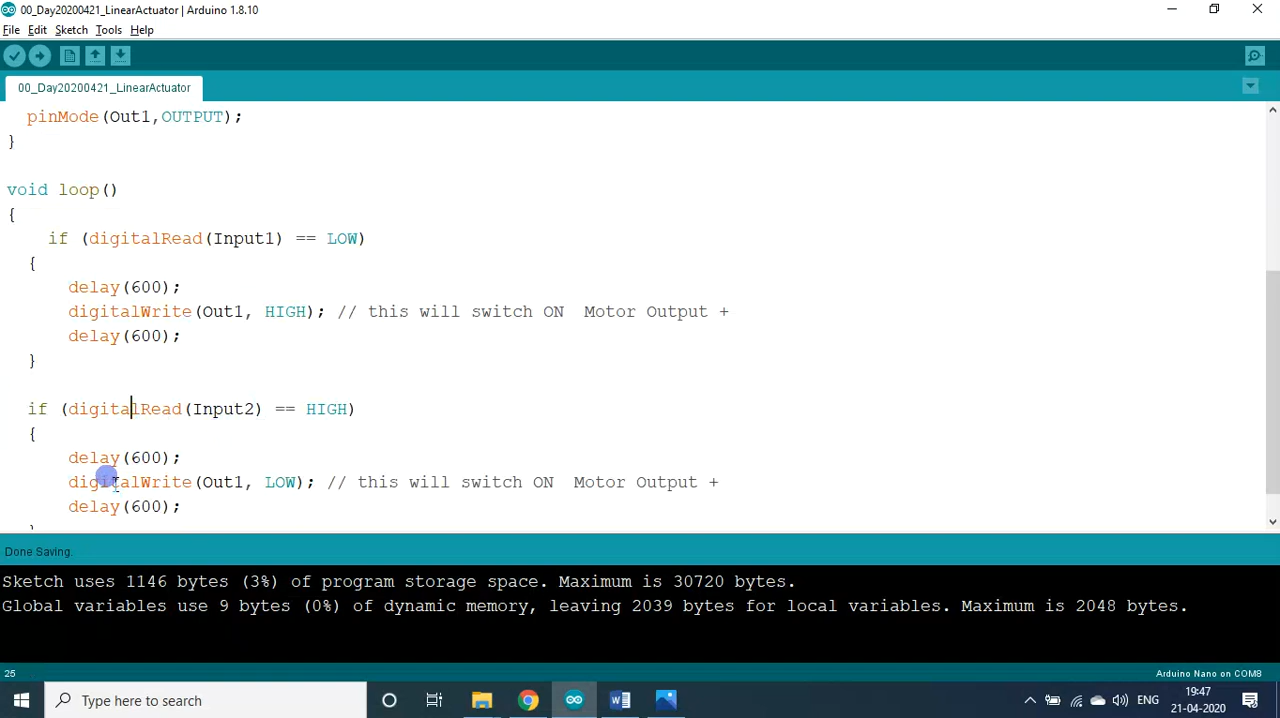 00_Day20200421_LinearActuator | Arduino 1.8.10
File Edit Sketch Tools Help
00_Day20200421_LinearActuator
pinMode(Out1,OUTPUT);
}
void loop()
{
if (digitalRead(Input1) == LOW)
{
delay(600);
digitalWrite(Out1, HIGH); // this will switch ON  Motor Output +
delay(600);
}
if (digitalRead(Input2) == HIGH)
{
delay(600);
digitalWrite(Out1, LOW); // this will switch ON  Motor Output +
delay(600);
Done Saving.
Sketch uses 1146 bytes (3%) of program storage space. Maximum is 30720 bytes.
Global variables use 9 bytes (0%) of dynamic memory, leaving 2039 bytes for local variables. Maximum is 2048 bytes.
25 Arduino Nano on COM8
Type here to search
ENG
19:47
21-04-2020